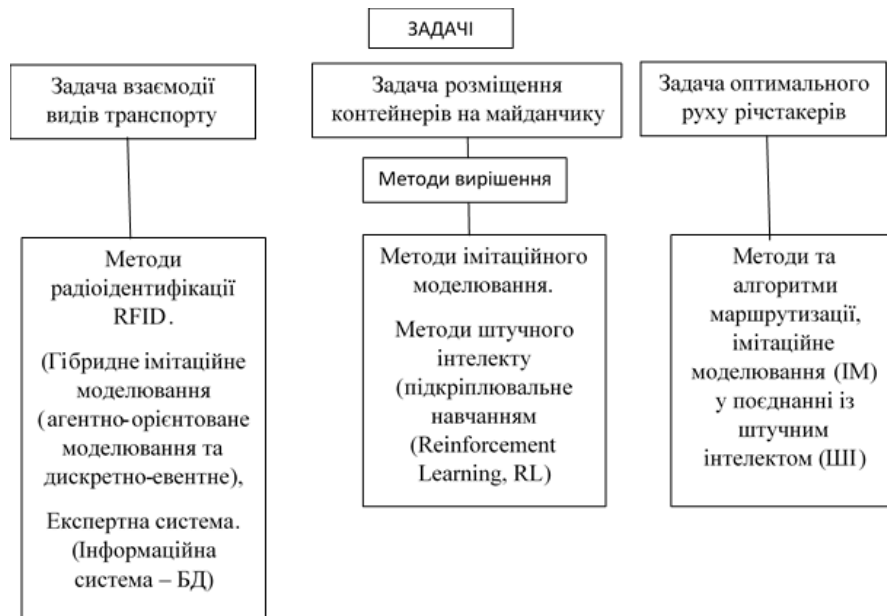 ЗАДАЧІ
Задача взаємодії
видів транспорту
Задача розміщення
контейнерів на майданчику
Задача оптимального
руху річстакерів
Методи вирішення
Методи
радіоідентифікації
RFID.
(Гібридне імітаційне
моделювання
(агентно-орієнтоване
моделювання та
дискретно-евентне),
Експертна система.
(Інформаційна
система – БД)
Методи імітаційного
моделювання.
Методи штучного
інтелекту
(підкріплювальне
навчанням
(Reinforcement
Learning, RL)
Методи та
алгоритми
маршрутизації,
імітаційне
моделювання (ІМ)
у поєднанні із
штучним
інтелектом (ШІ)